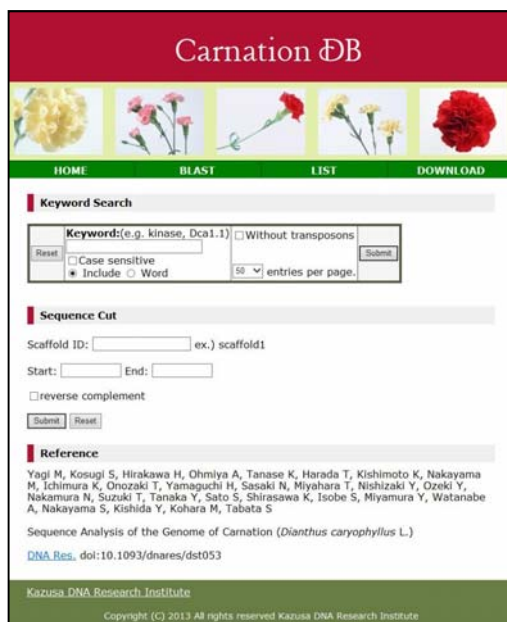 Carnation DB
HOME BLAST LIST DOWNLOAD
Keyword Search
Reset
Keyword:(e.g. kinase, Dca1.1)
Case sensitive
Include Word
Without transposons
50 entries per page.
Submit
Sequence Cut
Scaffold ID: ex.) scaffold1
Start: End:
reverse complement
Submit Reset
Reference
Yagi M, Kosugi S, Hirakawa H, Ohmiya A, Tanase K, Harada T, Kishimoto K, Nakayama
M, Ichimura K, Onozaki T, Yamaguchi H, Sasaki N, Miyahara T, Nishizaki Y, Ozeki Y,
Nakamura N, Suzuki T, Tanaka Y, Sato S, Shirasawa K, Isobe S, Miyamura Y, Watanabe
A, Nakayama S, Kishida Y, Kohara M, Tabata S
Sequence Analysis of the Genome of Carnation (Dianthus caryophyllus L.)
DNA Res. doi:10.1093/dnares/dst053
Kazusa DNA Research Institute
Copyright (C) 2013 All rights reserved Kazusa DNA Research Institute